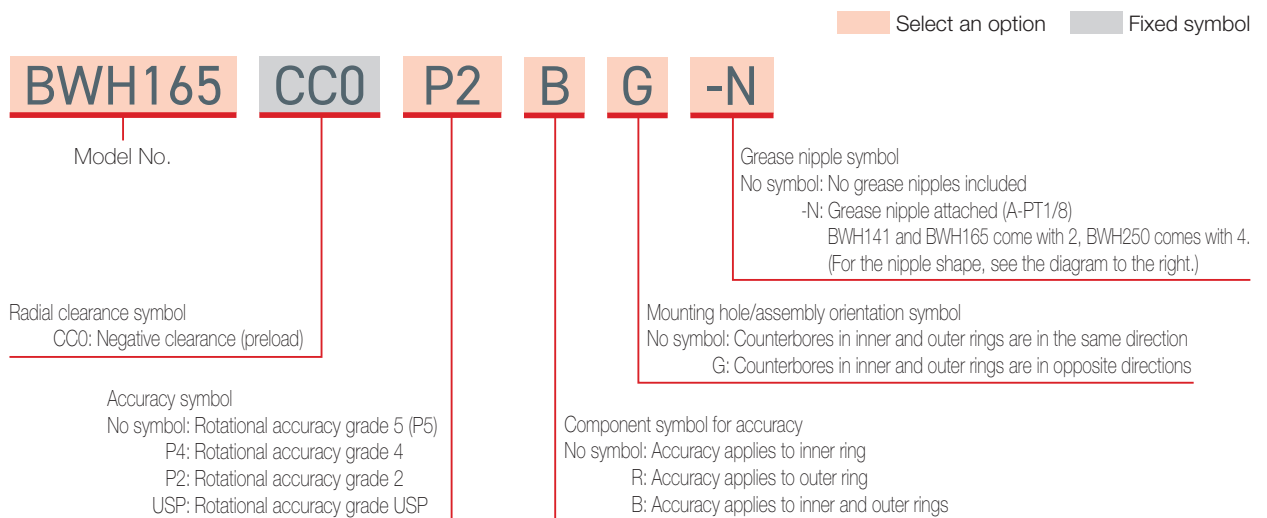 Select an option Fixed symbol
BWH165 CC0 P2 B G -N
Model No.
Grease nipple symbol
No symbol: No grease nipples included
-N: Grease nipple attached (A-PT1/8)
BWH141 and BWH165 come with 2, BWH250 comes with 4.
(For the nipple shape, see the diagram to the right.)
Radial clearance symbol
CC0: Negative clearance (preload)
Mounting hole/assembly orientation symbol
No symbol: Counterbores in inner and outer rings are in the same direction
G: Counterbores in inner and outer rings are in opposite directions
Accuracy symbol
No symbol: Rotational accuracy grade 5 (P5)
P4: Rotational accuracy grade 4
P2: Rotational accuracy grade 2
USP: Rotational accuracy grade USP
Component symbol for accuracy
No symbol: Accuracy applies to inner ring
R: Accuracy applies to outer ring
B: Accuracy applies to inner and outer rings